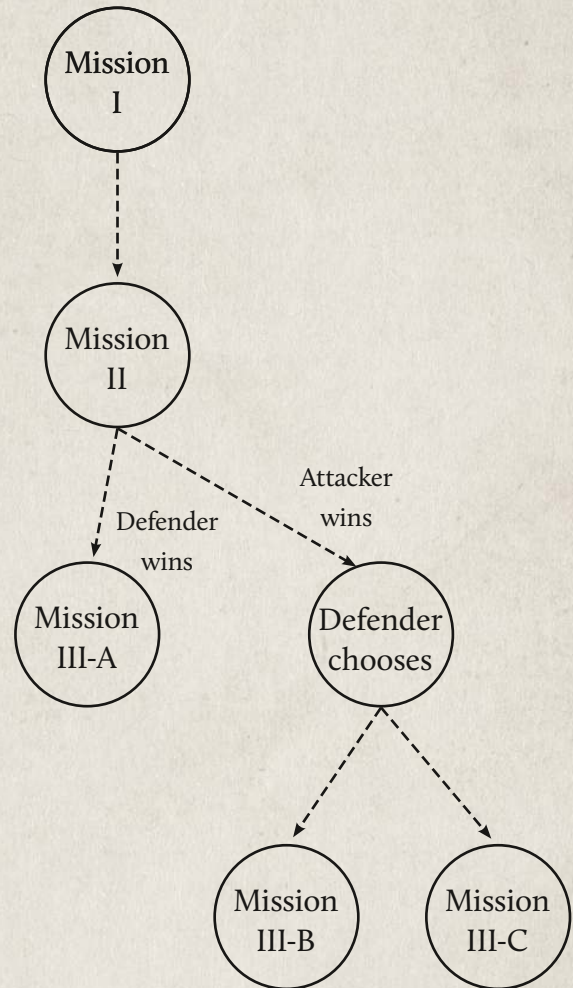 Mission
I
Mission
II
Attacker
wins
Defender
wins
Mission
III-A
Defender
chooses
Mission
III-B
Mission
III-C